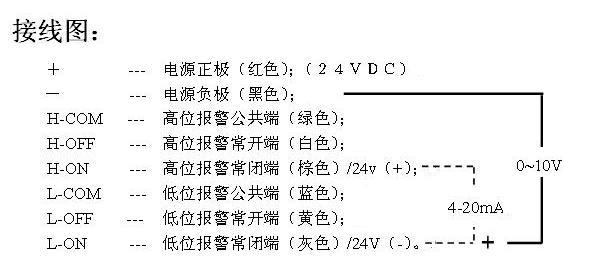 接线图：
＋ --- 电源正极（红色）；（２４ＶＤＣ）
－ --- 电源负极（黑色）；
H-COM --- 高位报警公共端（绿色）；
H-OFF --- 高位报警常开端（白色）；
H-ON --- 高位报警常闭端（棕色）/24v（+）；
0~10V
L-COM --- 低位报警公共端（蓝色）；
L-OFF --- 低位报警常开端（黄色）；
4-20mA
L-ON --- 低位报警常闭端（灰色）/24V（-）。
+